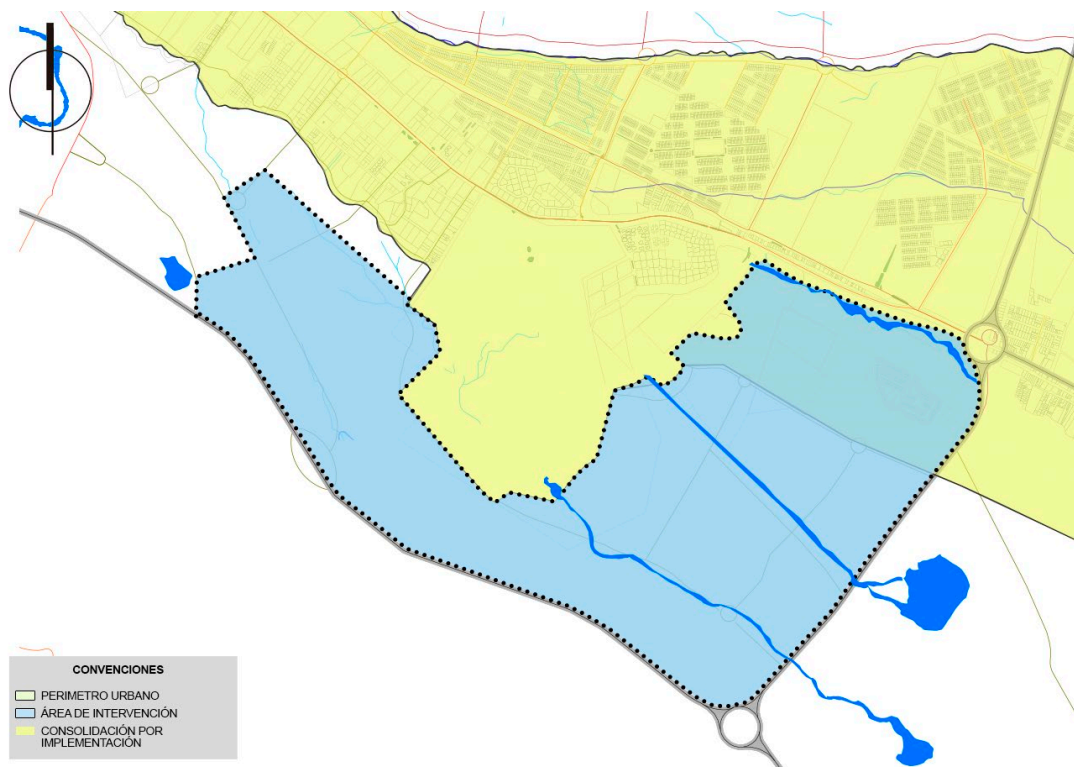 CONVENCIONES
PERIMETRO URBANO
ÁREA DE INTERVENCIÓN
CONSOLIDACIÓN POR
IMPLEMENTACIÓN